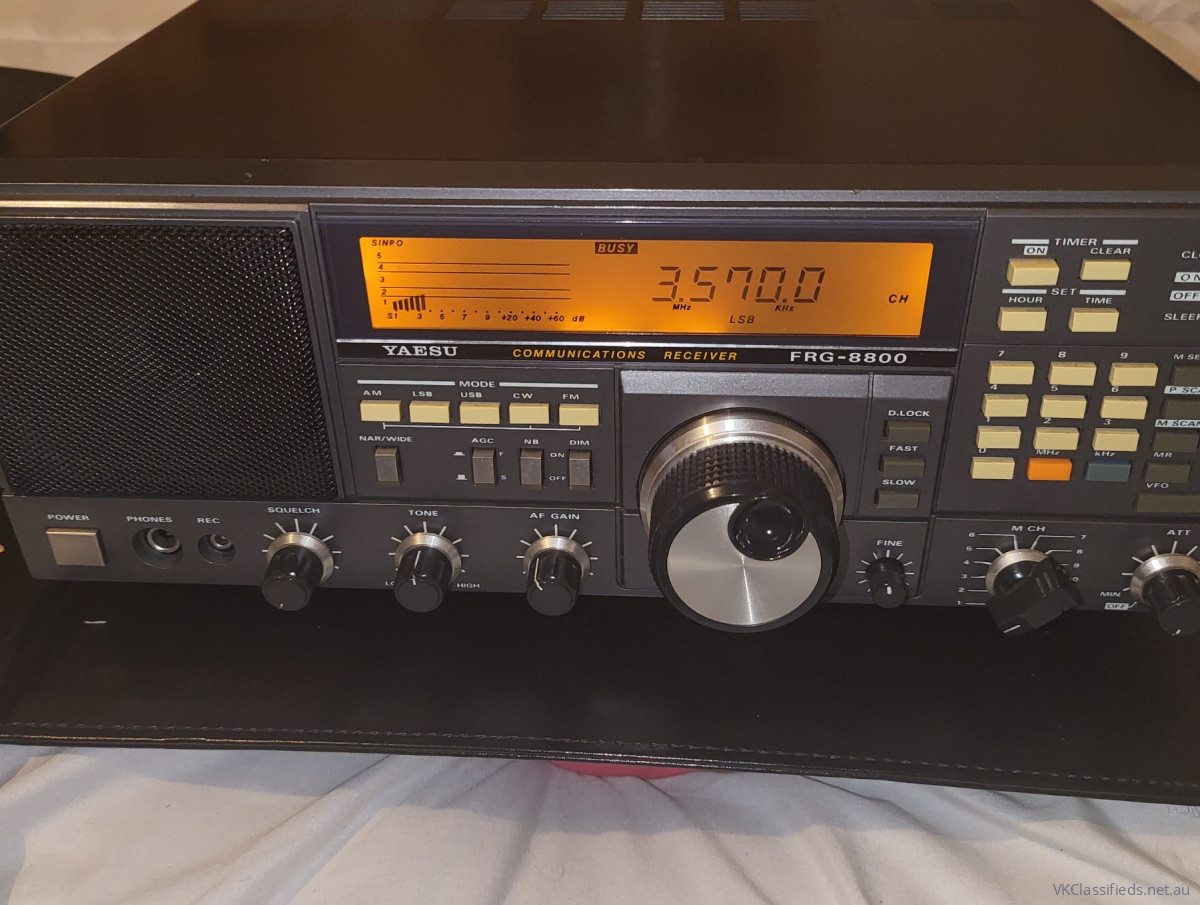 SINPO
BUSY
5
4
3
2
1
3.570.0
MHz
KHz
CH
LSB
S1 3 5 7 9 +20 +40 +60 dB
YAESU COMMUNICATIONS RECEIVER FRG-8800
TIMER
ON
CLEAR
SET
HOUR
TIME
ON
OFF
SLEEP
MODE
AM LSB USB CW FM
NAR/WIDE AGC NB DIM
F
S
ON
OFF
D.LOCK
FAST
SLOW
7 8 9
4 5 6
1 2 3
0 MHz kHz
MR
VFO
POWER
PHONES
REC
SQUELCH
TONE
LOW
HIGH
AF GAIN
FINE
M CH
1
2
3
4
5
6
7
8
9
ATT
MIN
OFF
VKClassifieds.net.au